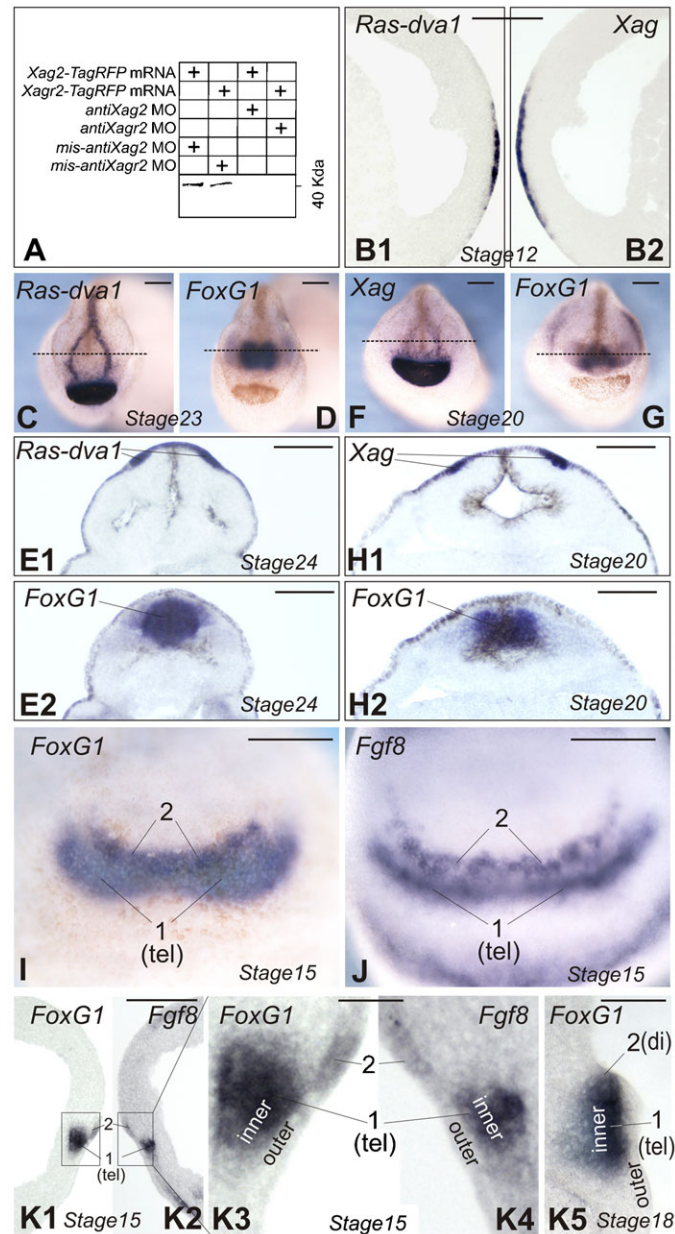 Xag2-TagRFP mRNA + +
Xagr2-TagRFP mRNA + +
antiXag2 MO +
antiXagr2 MO +
mis-antiXag2 MO +
mis-antiXagr2 MO +
40 Kda
A
Ras-dva1 Xag
B1 Stage12 B2
Ras-dva1 FoxG1 Xag FoxG1
C Stage23 D F Stage20 G
Ras-dva1
E1 Stage24
Xag
H1 Stage20
FoxG1
E2 Stage24
FoxG1
H2 Stage20
FoxG1
2
1
(tel)
I Stage15
Fgf8
2
1
(tel)
J Stage15
FoxG1 Fgf8
2
1
(tel)
K1 Stage15 K2
FoxG1 Fgf8
2
1
(tel)
inner
outer
inner
outer
K3 Stage15 K4
FoxG1
2(di)
1
(tel)
inner
outer
K5 Stage18